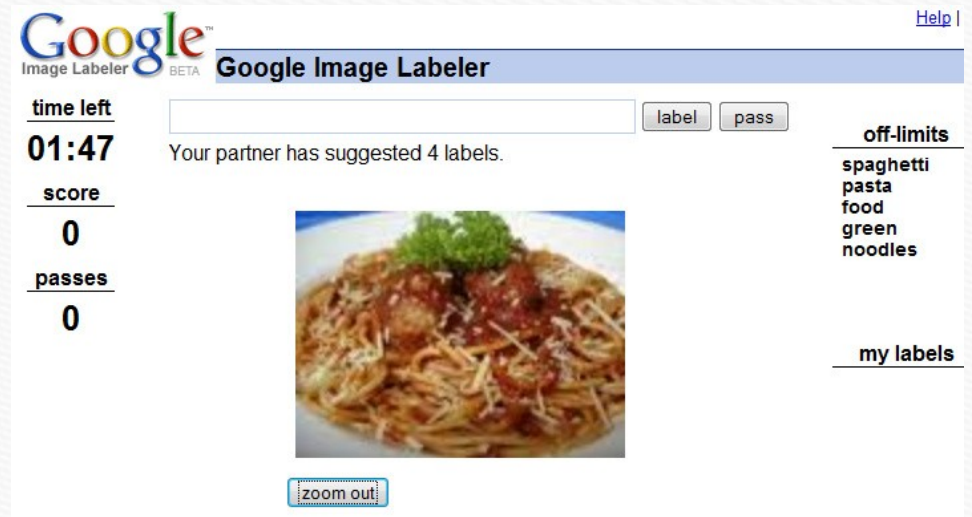 Google™
Image Labeler BETA
Help |
Google Image Labeler
time left
01:47
score
0
passes
0
label
pass
Your partner has suggested 4 labels.
zoom out
off-limits
spaghetti
pasta
food
green
noodles
my labels